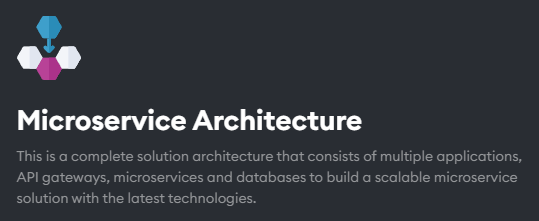 Microservice Architecture
This is a complete solution architecture that consists of multiple applications,
API gateways, microservices and databases to build a scalable microservice
solution with the latest technologies.